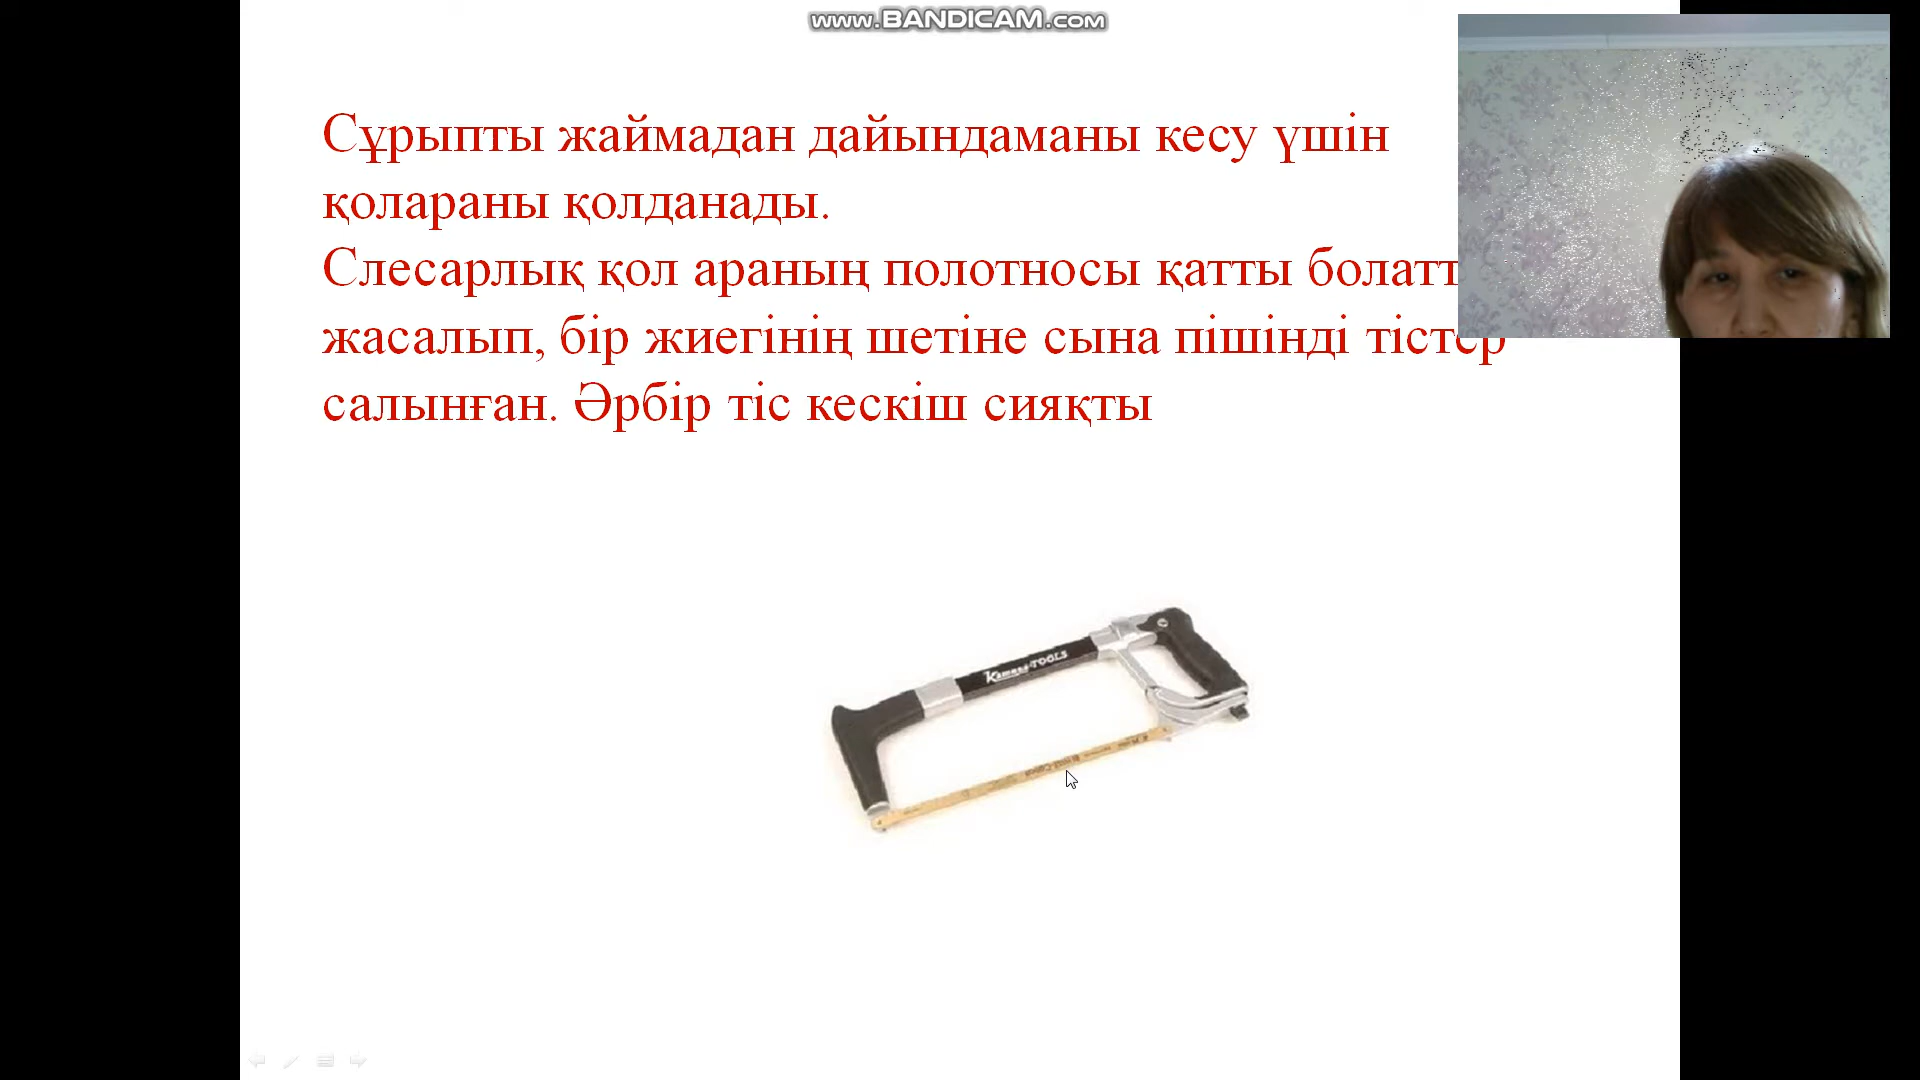 www.BANDICAM.com
Сұрыпты жаймадан дайындаманы кесу үшін
қолараны қолданады.
Слесарлық қол араның полотносы қатты болатт
жасалып, бір жиегінің шетіне сына пішінді тістер
салынған. Әрбір тіс кескіш сияқты
TOOLS